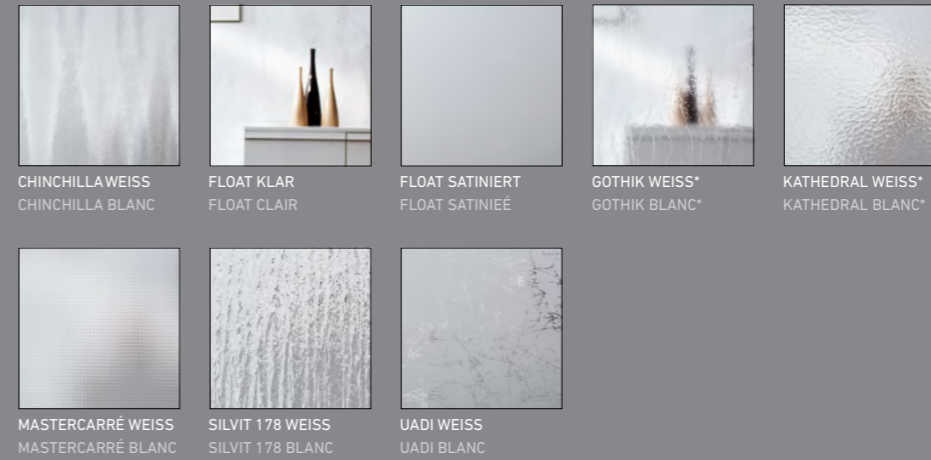 CHINCHILLA WEISS
CHINCHILLA BLANC
FLOAT KLAR
FLOAT CLAIR
FLOAT SATINIERT
FLOAT SATINIEÉ
GOTHIK WEISS*
GOTHIK BLANC*
KATHEDRAL WEISS*
KATHEDRAL BLANC*
MASTERCARRÉ WEISS
MASTERCARRÉ BLANC
SILVIT 178 WEISS
SILVIT 178 BLANC
UADI WEISS
UADI BLANC